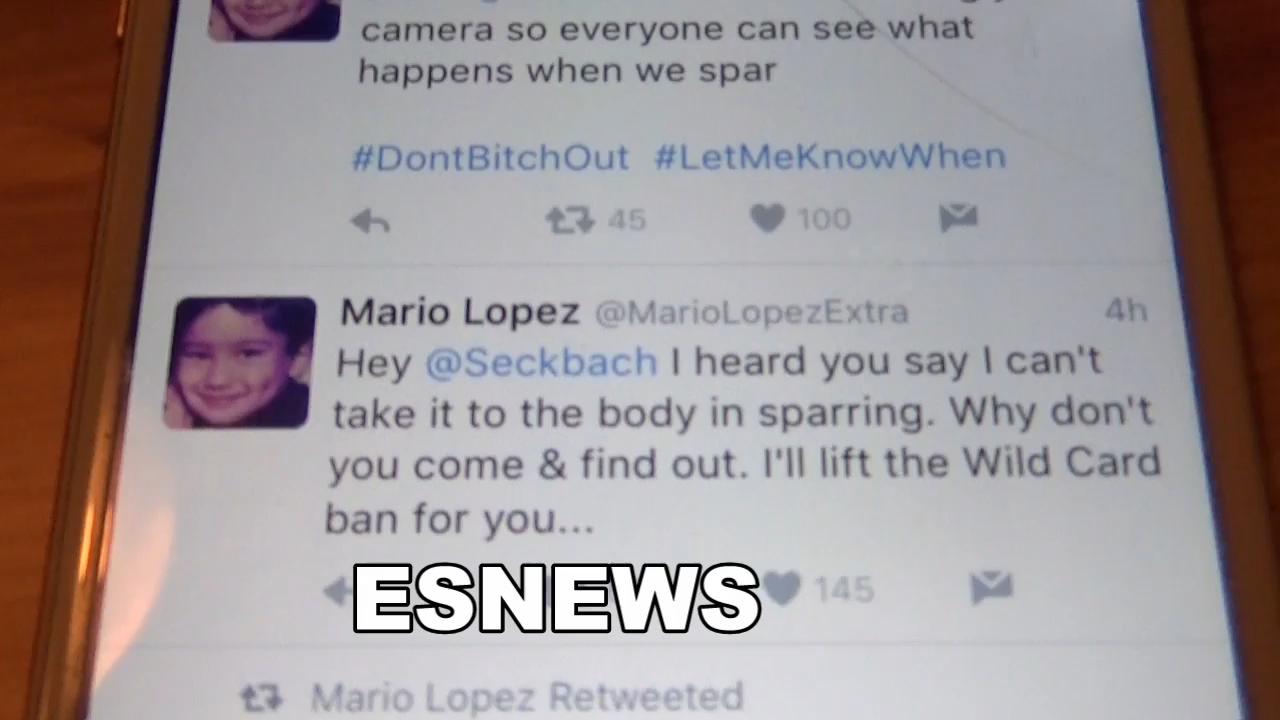 camera so everyone can see what
happens when we spar
#DontBitchOut #LetMeKnowWhen
45 100
Mario Lopez @MarioLopezExtra 4h
Hey @Seckbach I heard you say I can't
take it to the body in sparring. Why don't
you come & find out. I'll lift the Wild Card
ban for you...
ESNEWS 145
Mario Lopez Retweeted